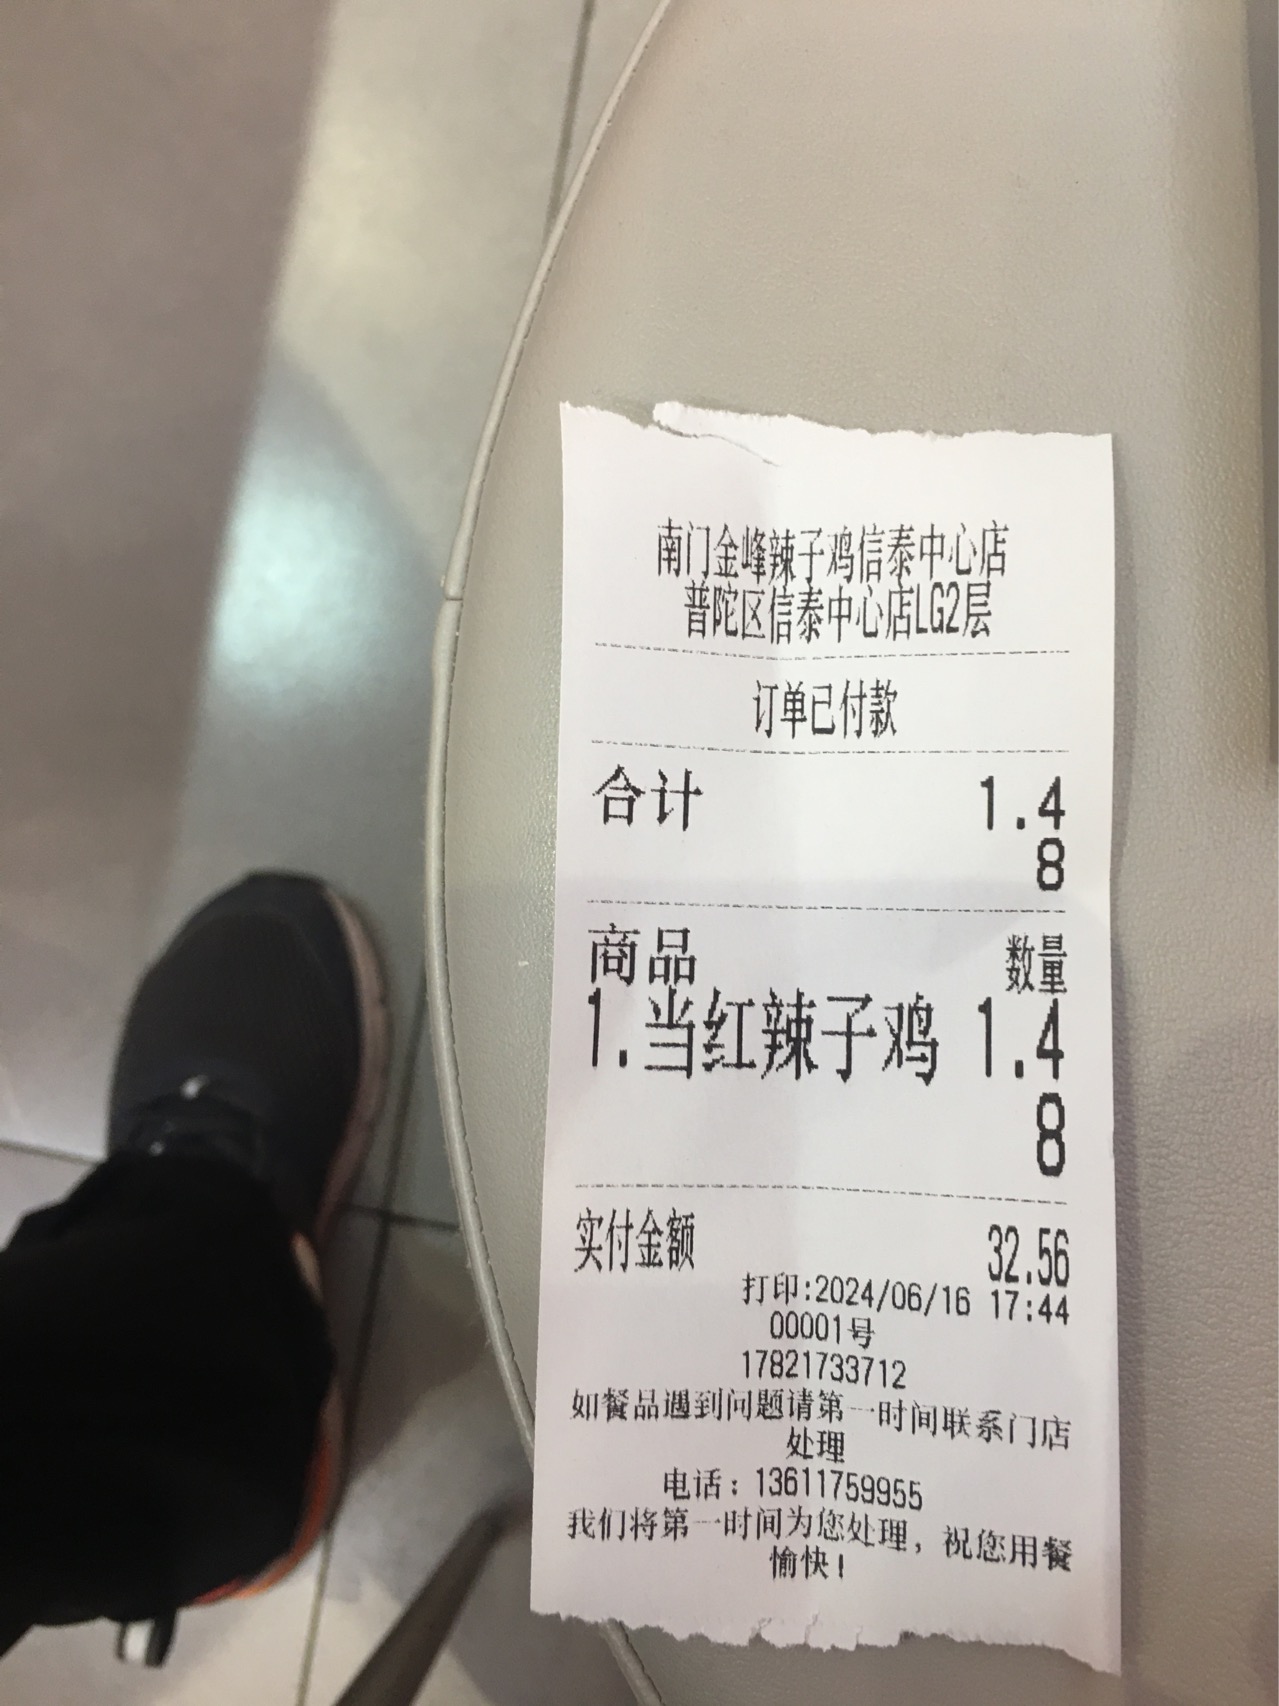 南门金峰辣子鸡信泰中心店
普陀区信泰中心店LG2层
订单已付款
合计 1.4
8
商品 数量
1.当红辣子鸡 1.4
8
实付金额 32.56
打印:2024/06/16 17:44
00001号
17821733712
如餐品遇到问题请第一时间联系门店
处理
电话：13611759955
我们将第一时间为您处理，祝您用餐
愉快！